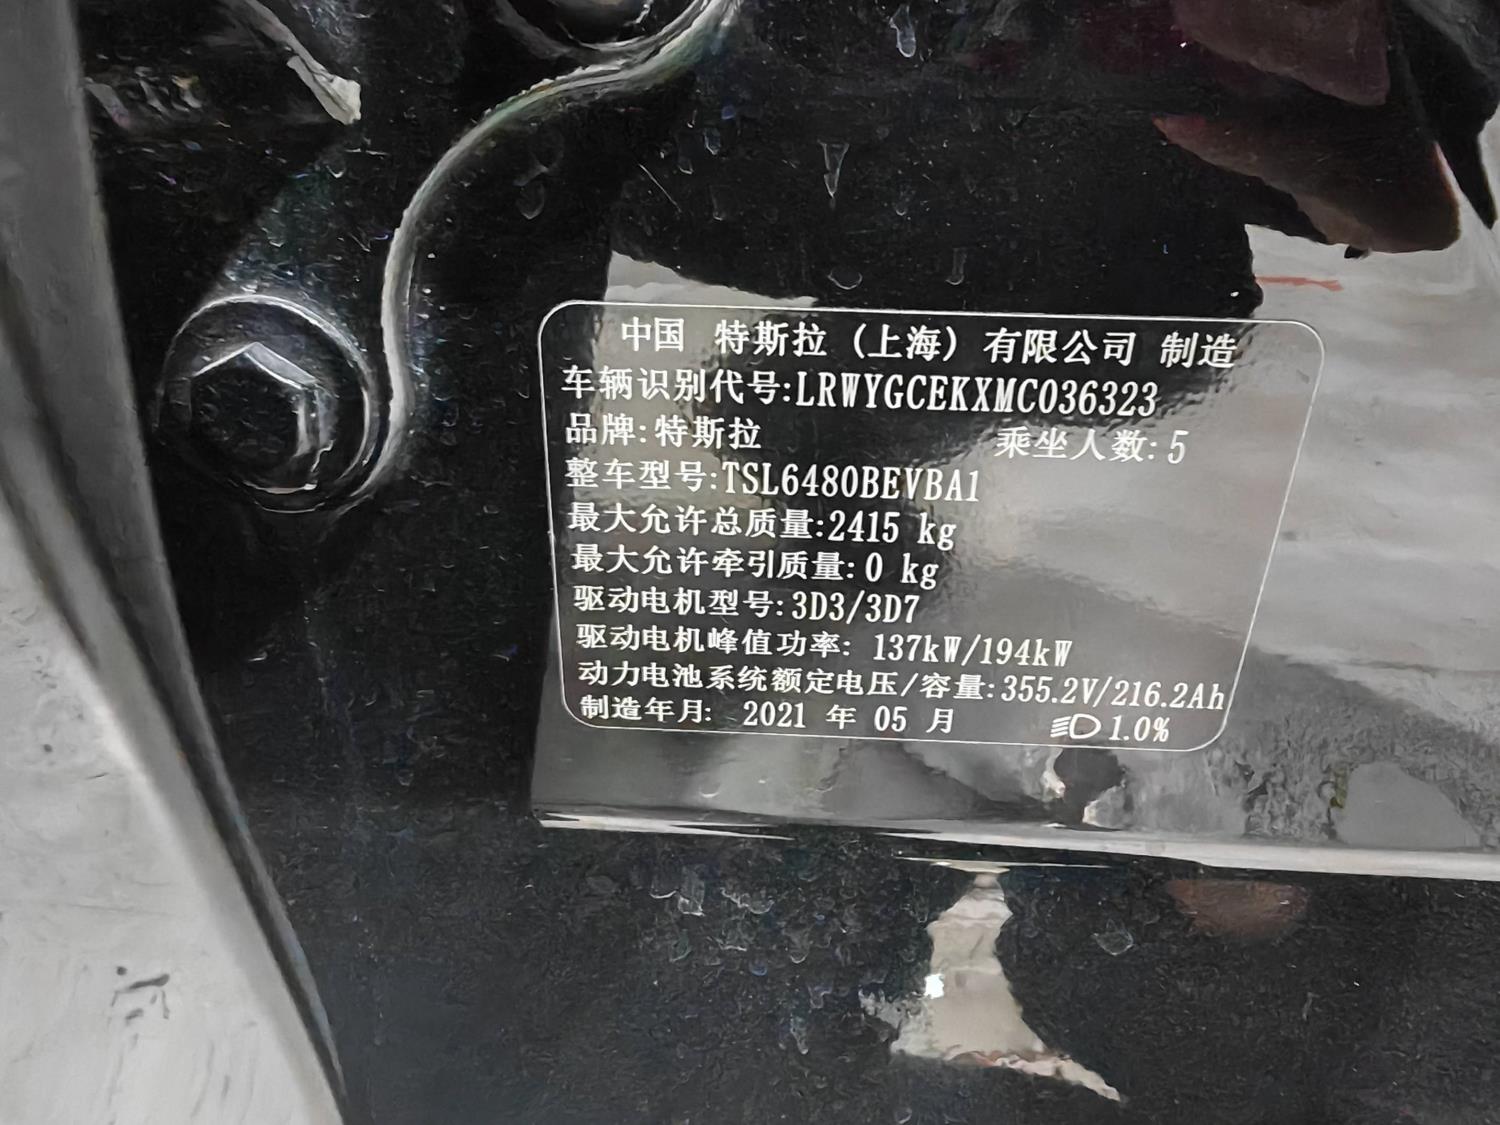 中国 特斯拉（上海）有限公司 制造
车辆识别代号:LRWYGCEKXMC036323
品牌:特斯拉 乘坐人数:5
整车型号:TSL6480BEVBA1
最大允许总质量:2415 kg
最大允许牵引质量:0 kg
驱动电机型号:3D3/3D7
驱动电机峰值功率: 137kW/194kW
动力电池系统额定电压/容量:355.2V/216.2Ah
制造年月: 2021 年 05 月 1.0%